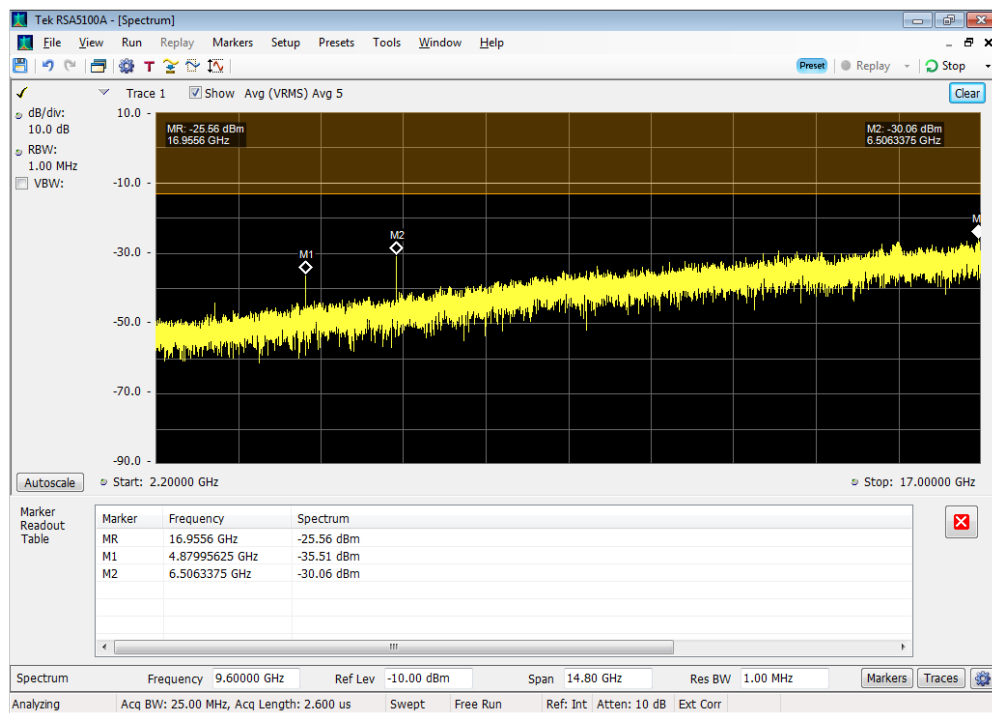 Tek RSA5100A - [Spectrum]
File View Run Replay Markers Setup Presets Tools Window Help
Preset Replay Stop
Trace 1 Show Avg (VRMS) Avg 5 Clear
dB/div:
10.0 dB
RBW:
1.00 MHz
VBW:
10.0 -
-10.0 -
-30.0 -
-50.0 -
-70.0 -
-90.0 -
MR: -25.56 dBm
16.9556 GHz
M2: -30.06 dBm
6.5063375 GHz
M1
M2
M
Autoscale Start: 2.20000 GHz Stop: 17.00000 GHz
Marker
Readout
Table
Marker Frequency Spectrum
MR 16.9556 GHz -25.56 dBm
M1 4.87995625 GHz -35.51 dBm
M2 6.5063375 GHz -30.06 dBm
Spectrum Frequency 9.60000 GHz Ref Lev -10.00 dBm Span 14.80 GHz Res BW 1.00 MHz Markers Traces
Analyzing Acq BW: 25.00 MHz, Acq Length: 2.600 us Swept Free Run Ref: Int Atten: 10 dB Ext Corr